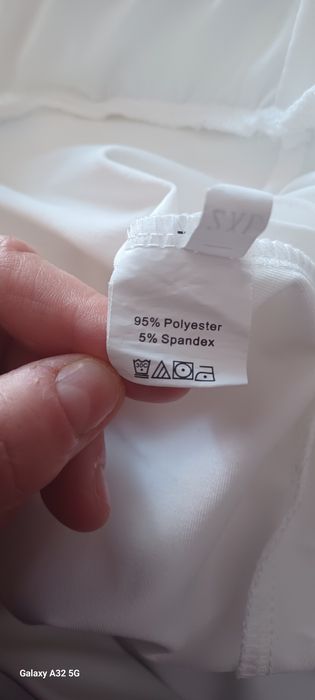 95% Polyester
5% Spandex
Galaxy A32 5G